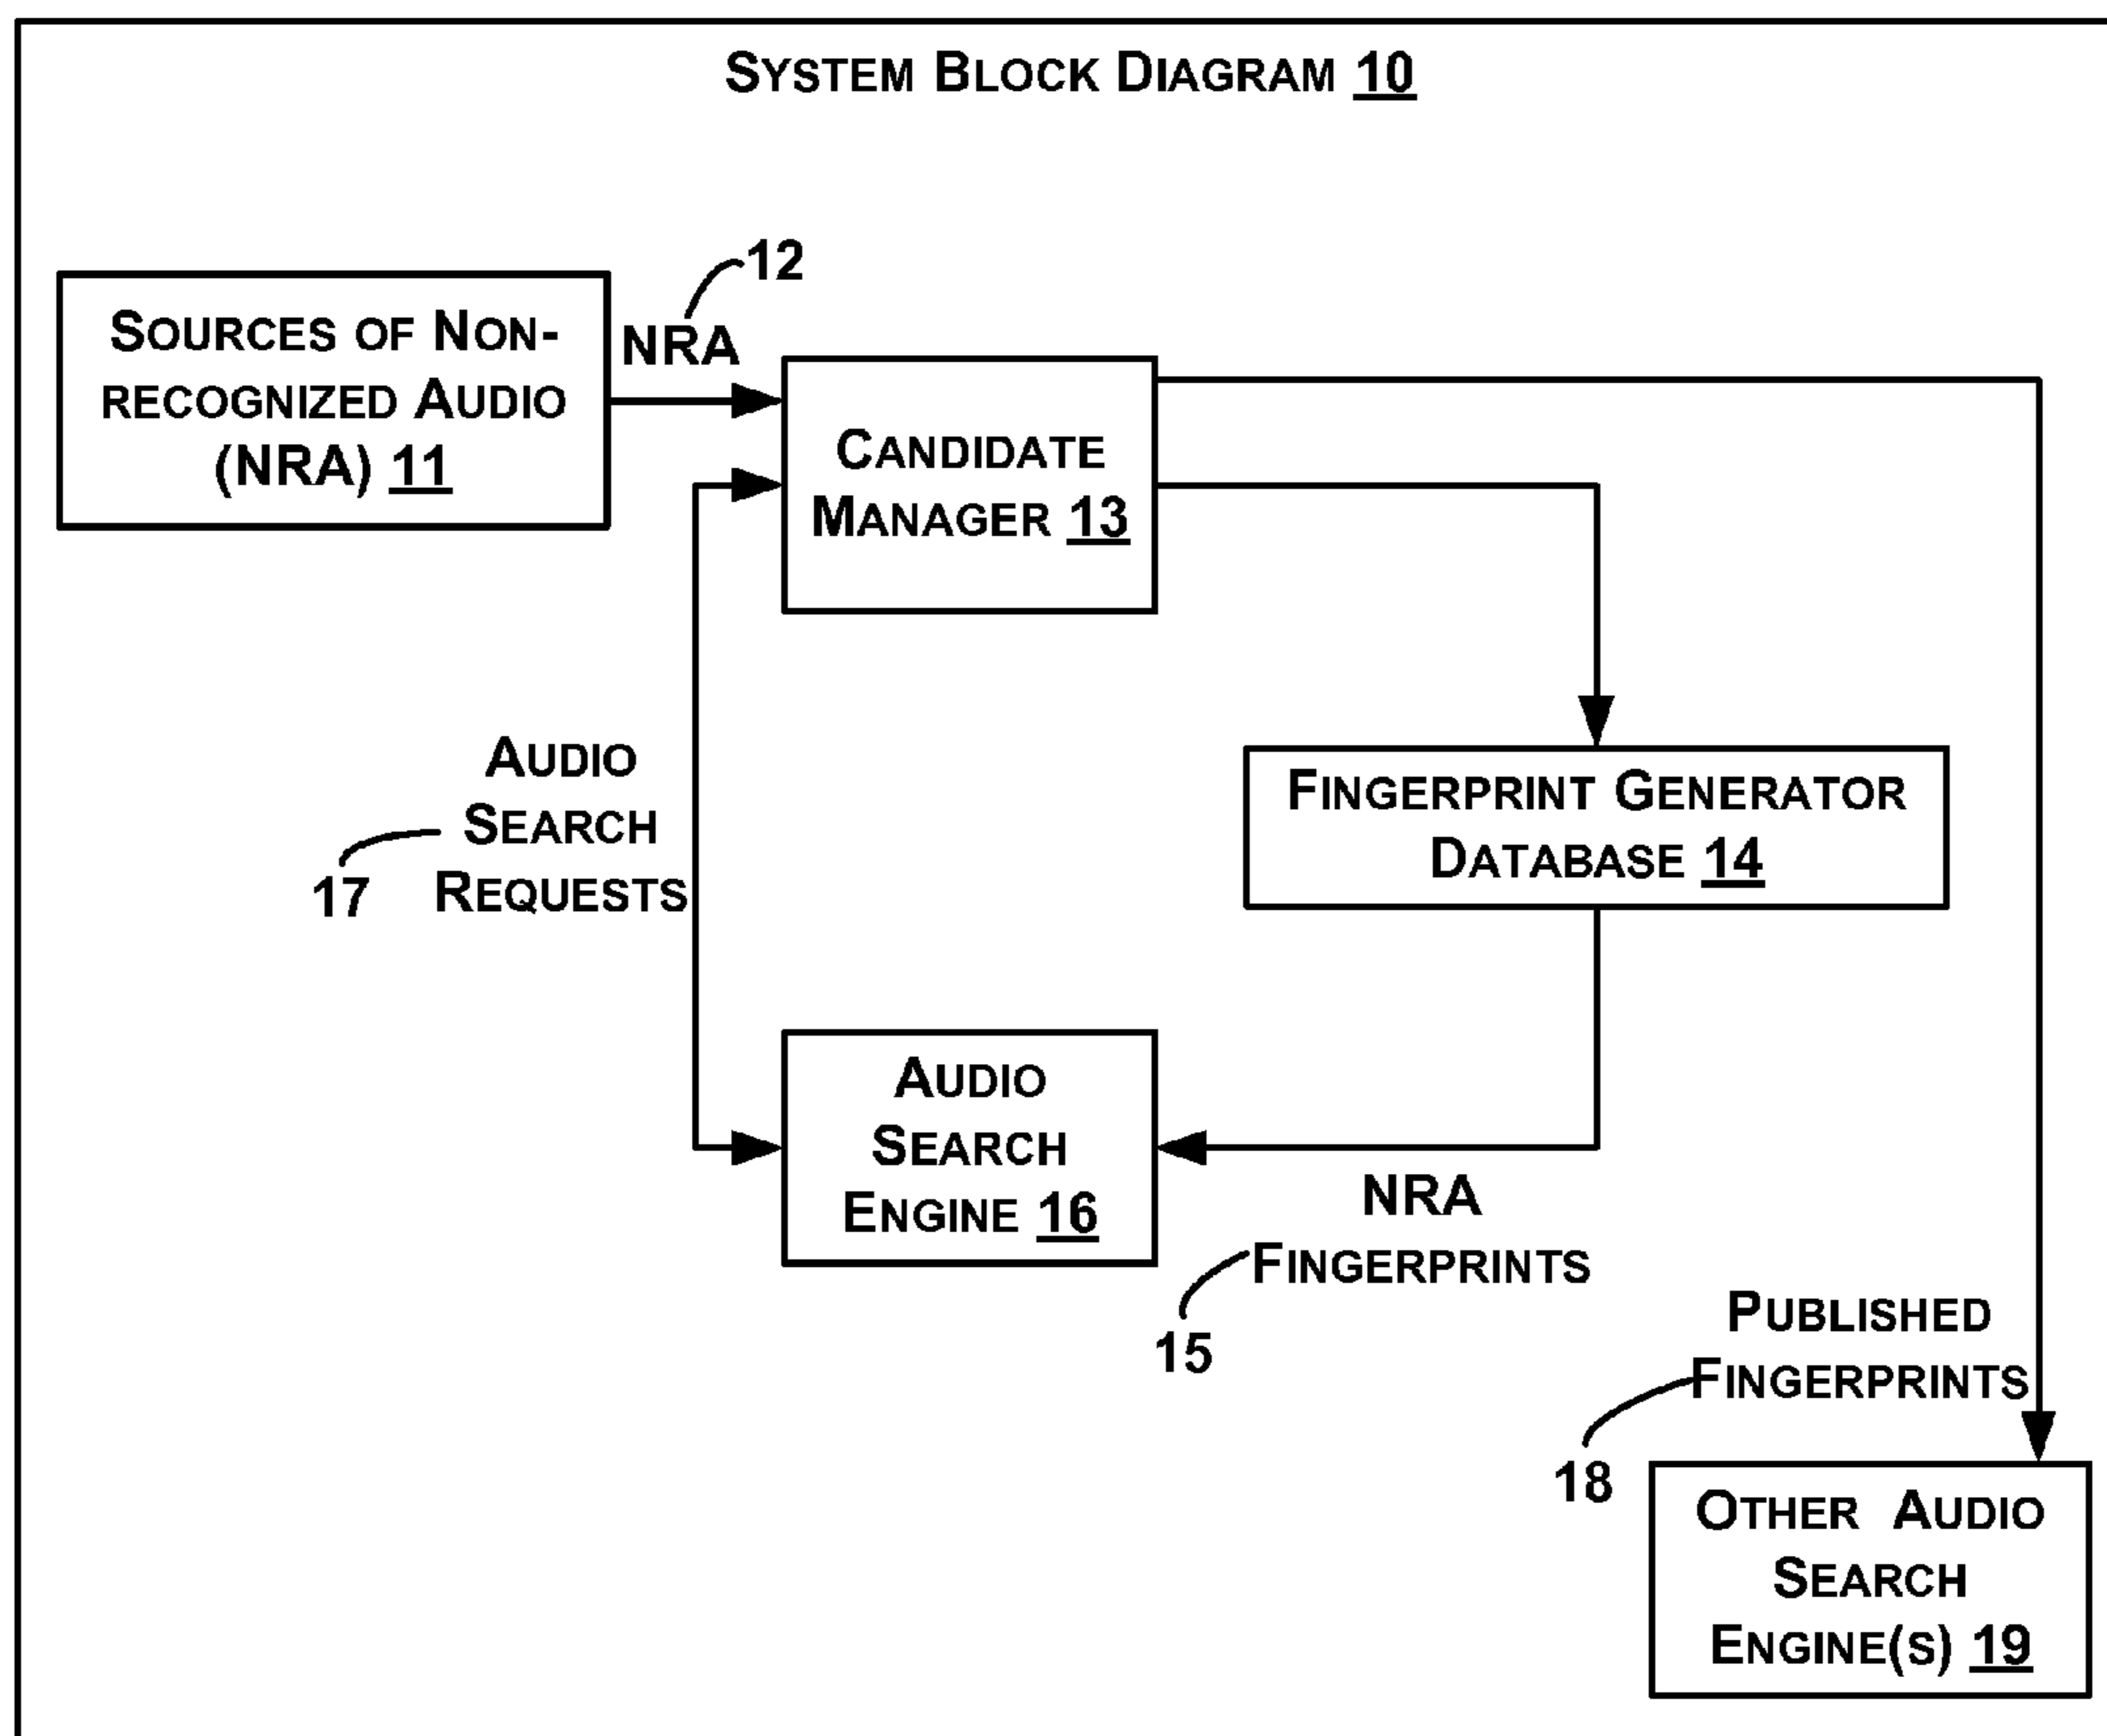 SYSTEM BLOCK DIAGRAM 10
12
SOURCES OF NON-
RECOGNIZED AUDIO
(NRA) 11
NRA
CANDIDATE
MANAGER 13
AUDIO
SEARCH
REQUESTS
17
FINGERPRINT GENERATOR
DATABASE 14
AUDIO
SEARCH
ENGINE 16
NRA
FINGERPRINTS
15
PUBLISHED
FINGERPRINTS
18
OTHER AUDIO
SEARCH
ENGINE(S) 19